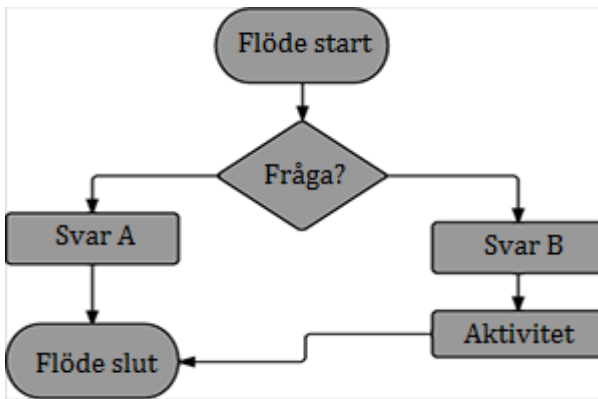 Flöde start
Fråga?
Svar A
Svar B
Aktivitet
Flöde slut